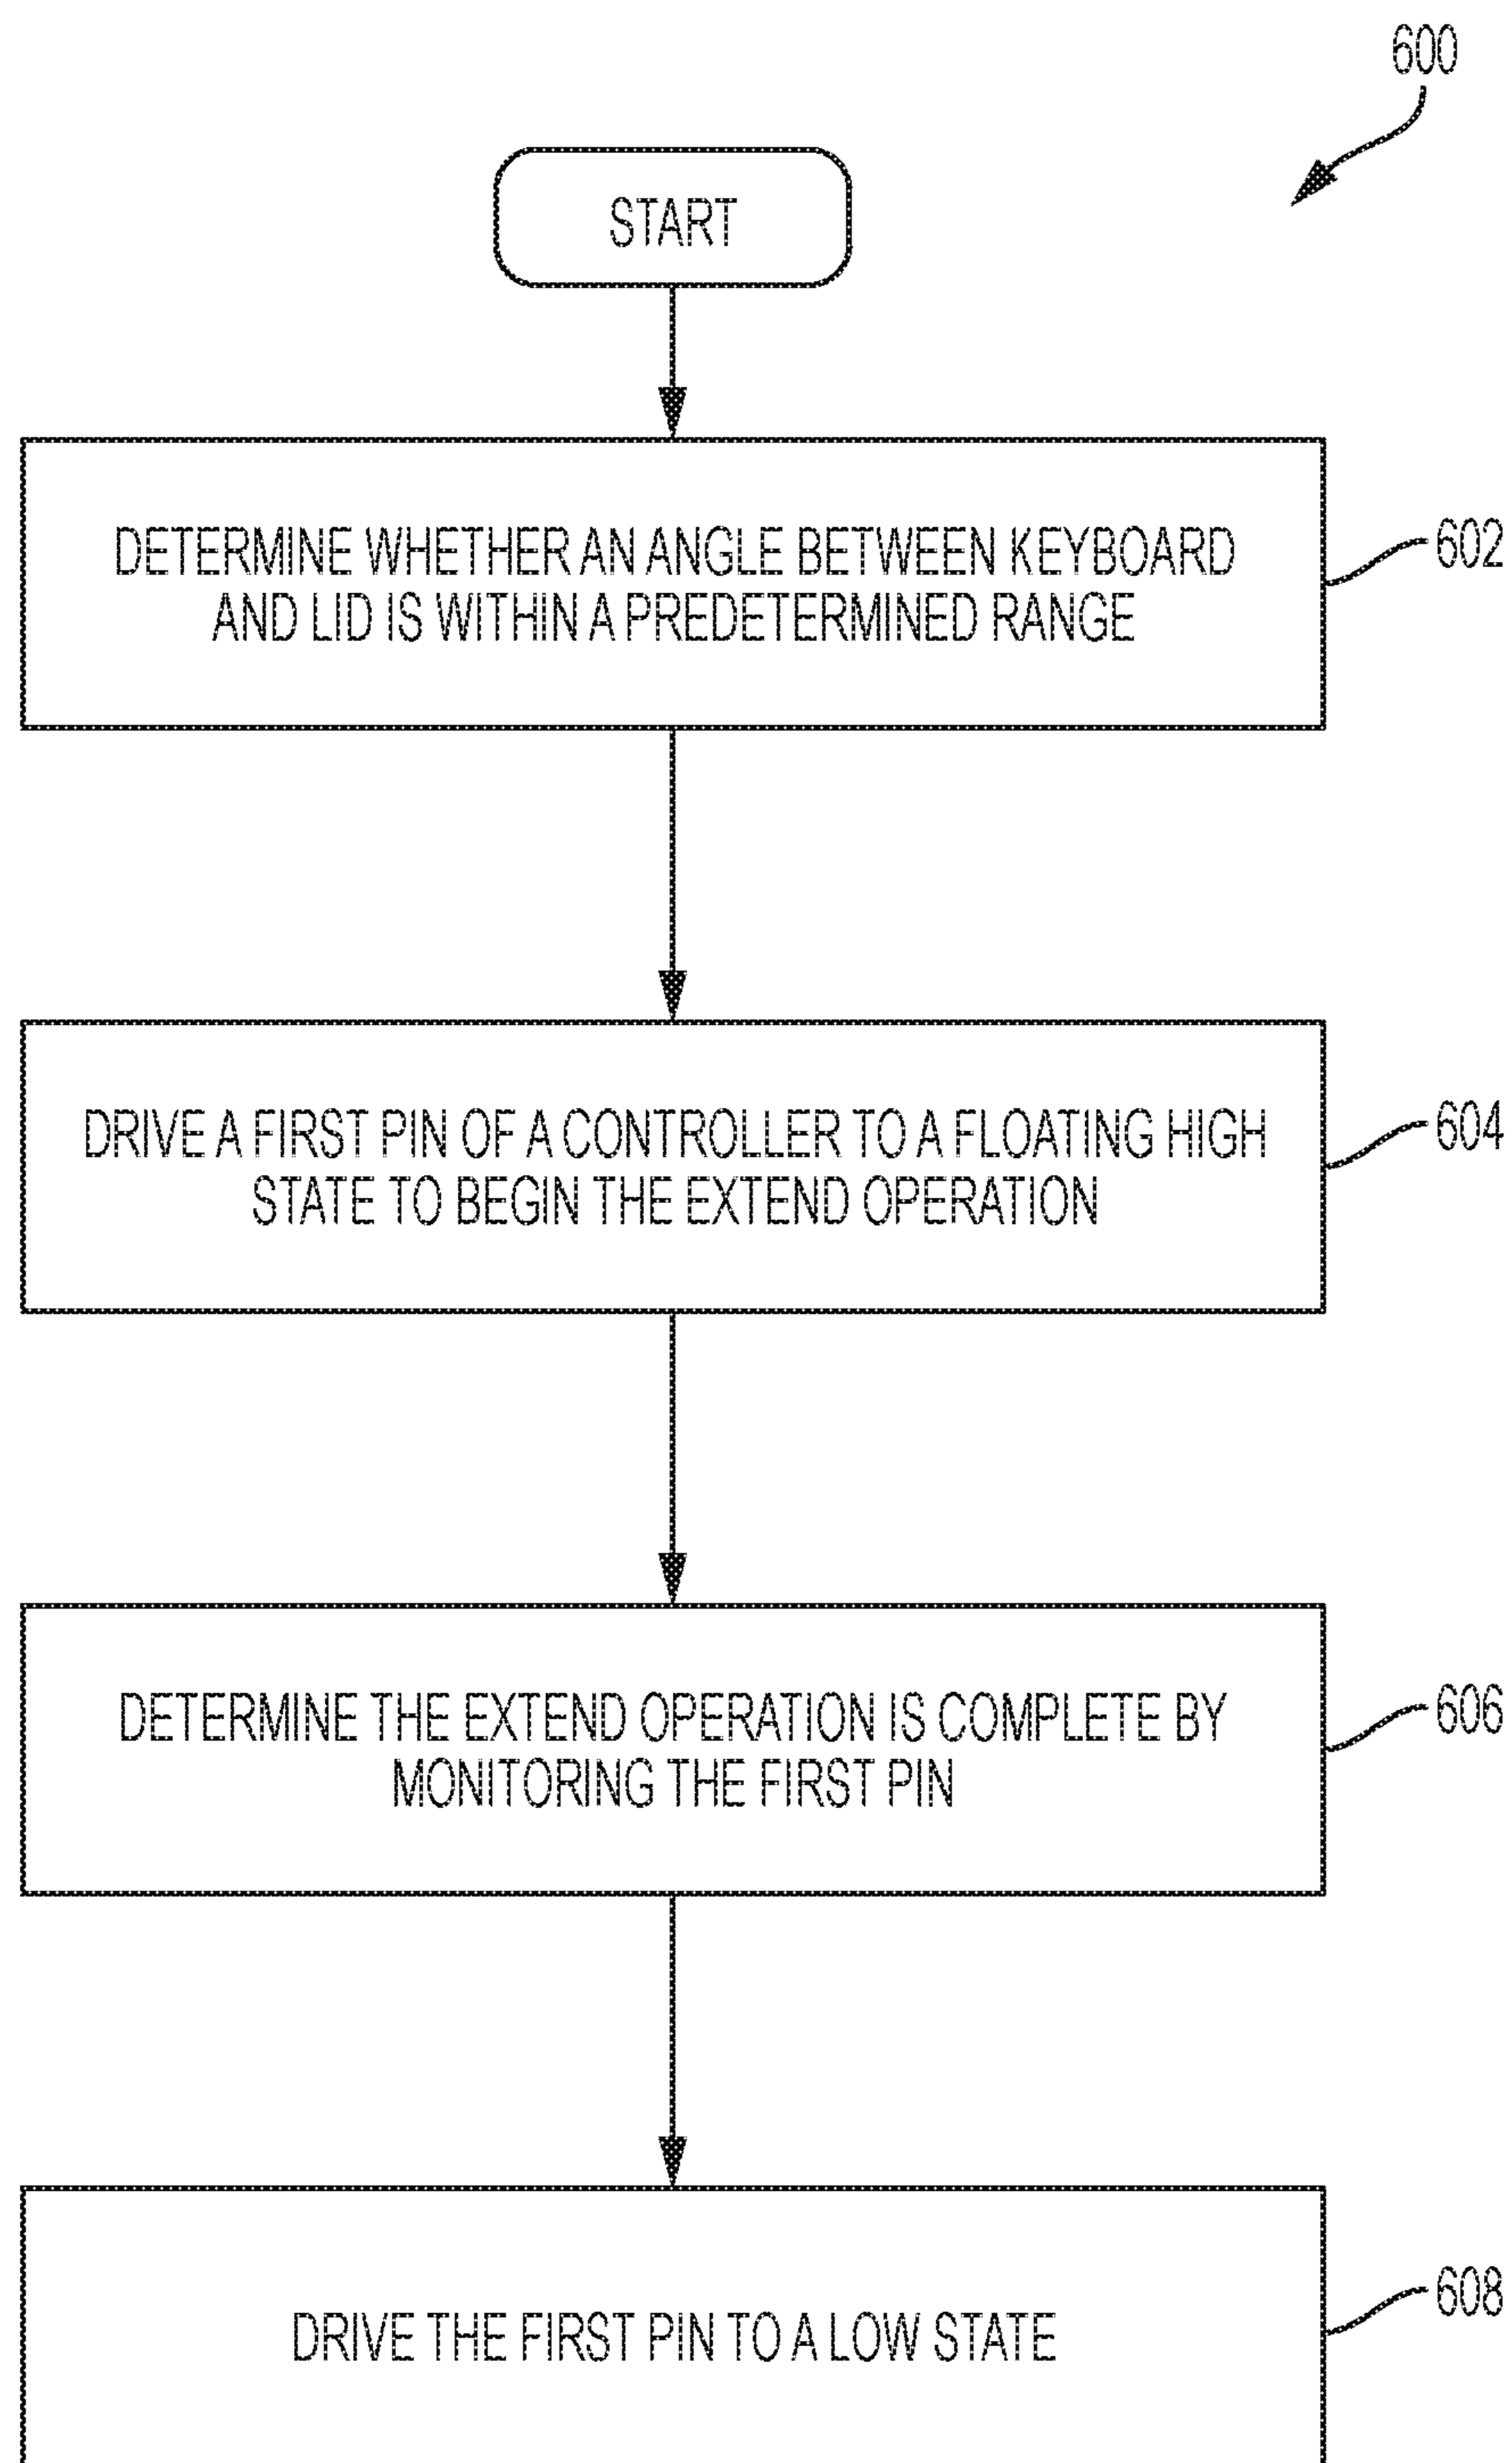 600
START
DETERMINE WHETHER AN ANGLE BETWEEN KEYBOARD
AND LID IS WITHIN A PREDETERMINED RANGE
602
DRIVE A FIRST PIN OF A CONTROLLER TO A FLOATING HIGH
STATE TO BEGIN THE EXTEND OPERATION
604
DETERMINE THE EXTEND OPERATION IS COMPLETE BY
MONITORING THE FIRST PIN
606
DRIVE THE FIRST PIN TO A LOW STATE
608